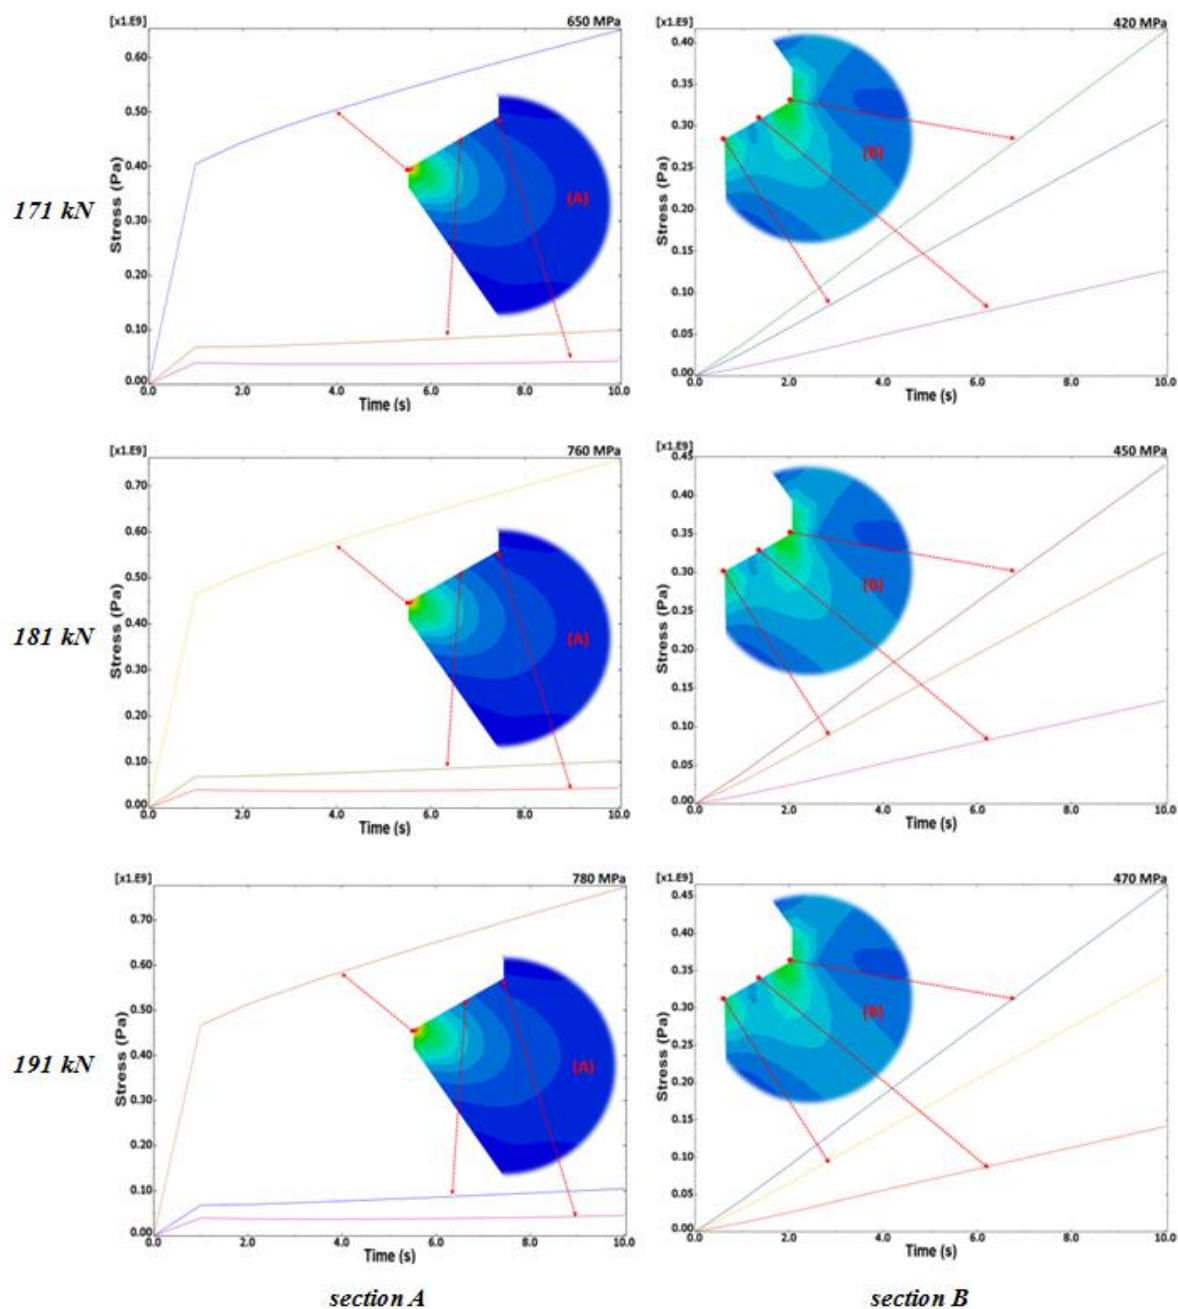 [x1.E9] 650 MPa
0.60
0.50
0.40
0.30
0.20
0.10
0.00
0.0 2.0 4.0 6.0 8.0 10.0
Stress (Pa)
Time (s)
(A)
[x1.E9] 420 MPa
0.40
0.35
0.30
0.25
0.20
0.15
0.10
0.05
0.00
0.0 2.0 4.0 6.0 8.0 10.0
Stress (Pa)
Time (s)
(B)
171 kN
[x1.E9] 760 MPa
0.70
0.60
0.50
0.40
0.30
0.20
0.10
0.00
0.0 2.0 4.0 6.0 8.0 10.0
Stress (Pa)
Time (s)
(A)
[x1.E9] 450 MPa
0.45
0.40
0.35
0.30
0.25
0.20
0.15
0.10
0.05
0.00
0.0 2.0 4.0 6.0 8.0 10.0
Stress (Pa)
Time (s)
(B)
181 kN
[x1.E9] 780 MPa
0.70
0.60
0.50
0.40
0.30
0.20
0.10
0.00
0.0 2.0 4.0 6.0 8.0 10.0
Stress (Pa)
Time (s)
(A)
[x1.E9] 470 MPa
0.45
0.40
0.35
0.30
0.25
0.20
0.15
0.10
0.05
0.00
0.0 2.0 4.0 6.0 8.0 10.0
Stress (Pa)
Time (s)
(B)
191 kN
section A section B